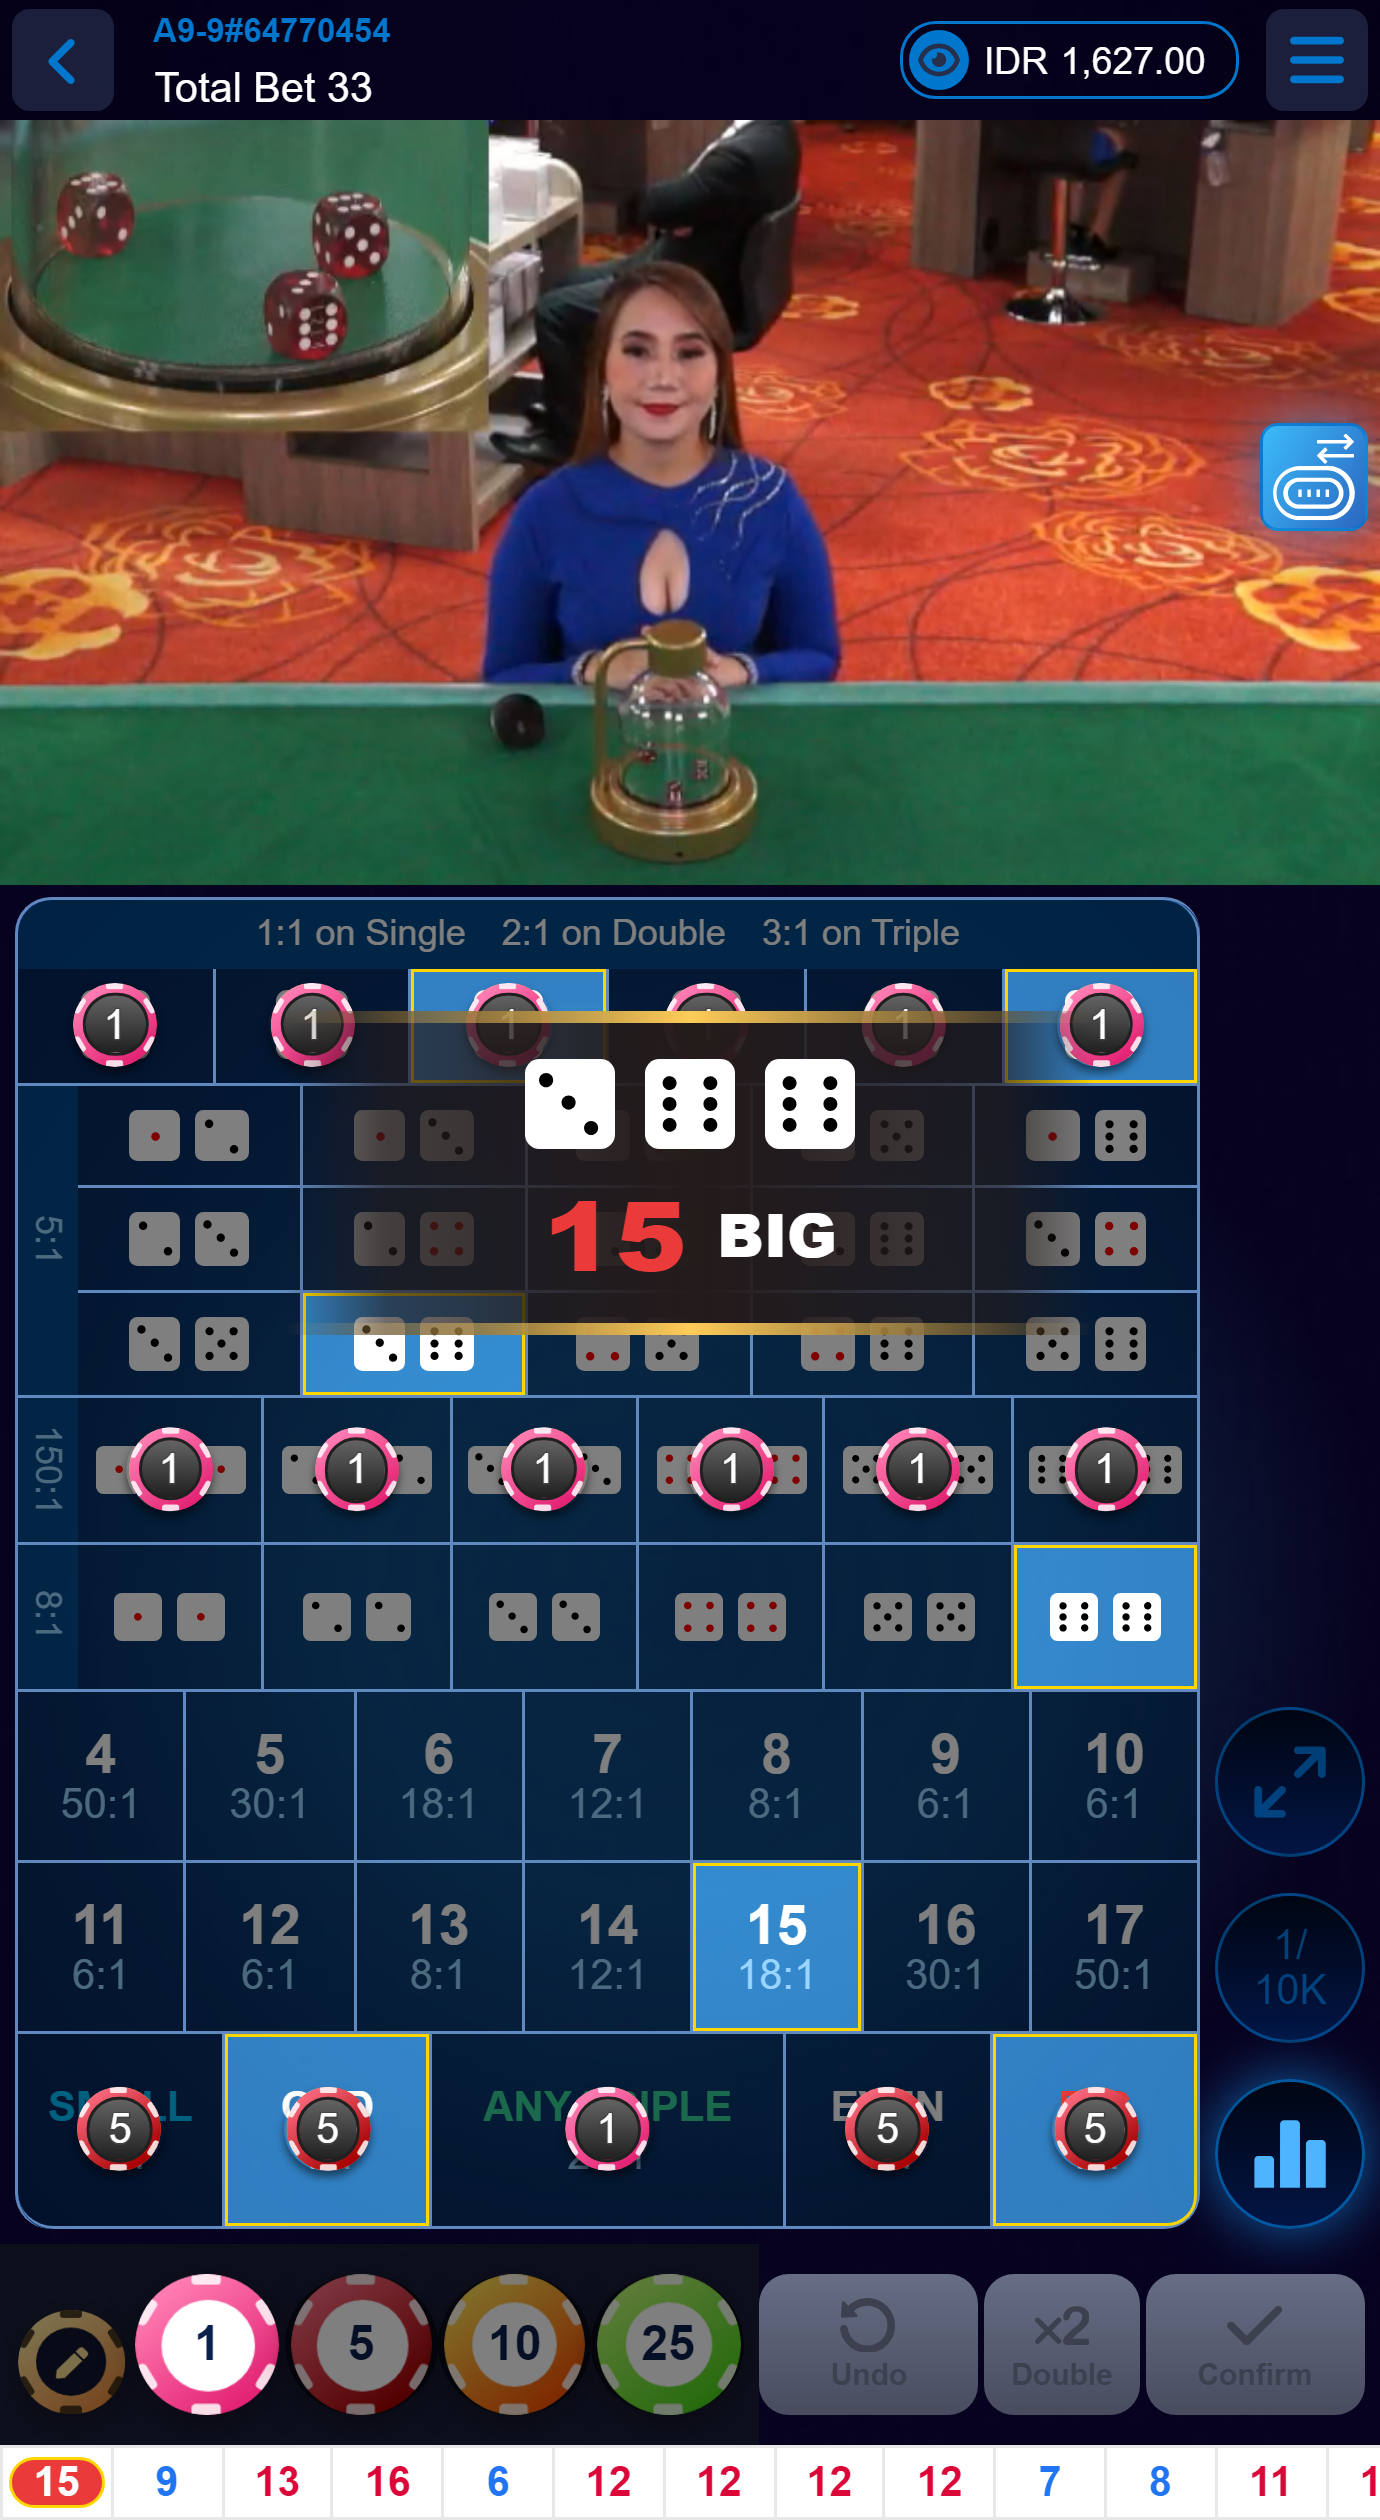 A9-9#64770454
Total Bet 33
IDR 1,627.00
1:1 on Single 2:1 on Double 3:1 on Triple
1 1 1 1 1 1
15 BIG
5:1
150:1
1 1 1 1 1 1
8:1
4 5 6 7 8 9 10
50:1 30:1 18:1 12:1 8:1 6:1 6:1
11 12 13 14 15 16 17
6:1 6:1 8:1 12:1 18:1 30:1 50:1
1/
10K
5 5 1 5 5
1 5 10 25
x2
Undo Double Confirm
15 9 13 16 6 12 12 12 12 7 8 11